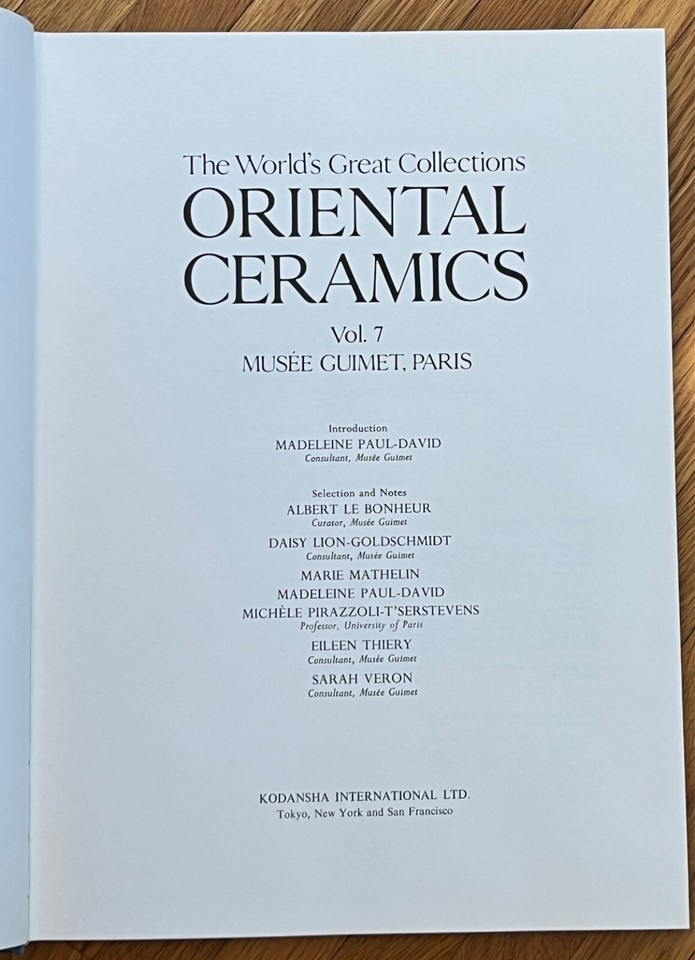 The World's Great Collections
ORIENTAL
CERAMICS
Vol. 7
MUSÉE GUIMET, PARIS
Introduction
MADELEINE PAUL-DAVID
Consultant, Musée Guimet
Selection and Notes
ALBERT LE BONHEUR
Curator, Musée Guimet
DAISY LION-GOLDSCHMIDT
Consultant, Musée Guimet
MARIE MATHELIN
MADELEINE PAUL-DAVID
MICHÈLE PIRAZZOLI-T'SERSTEVENS
Professor, University of Paris
EILEEN THIERY
Consultant, Musée Guimet
SARAH VERON
Consultant, Musée Guimet
KODANSHA INTERNATIONAL LTD.
Tokyo, New York and San Francisco